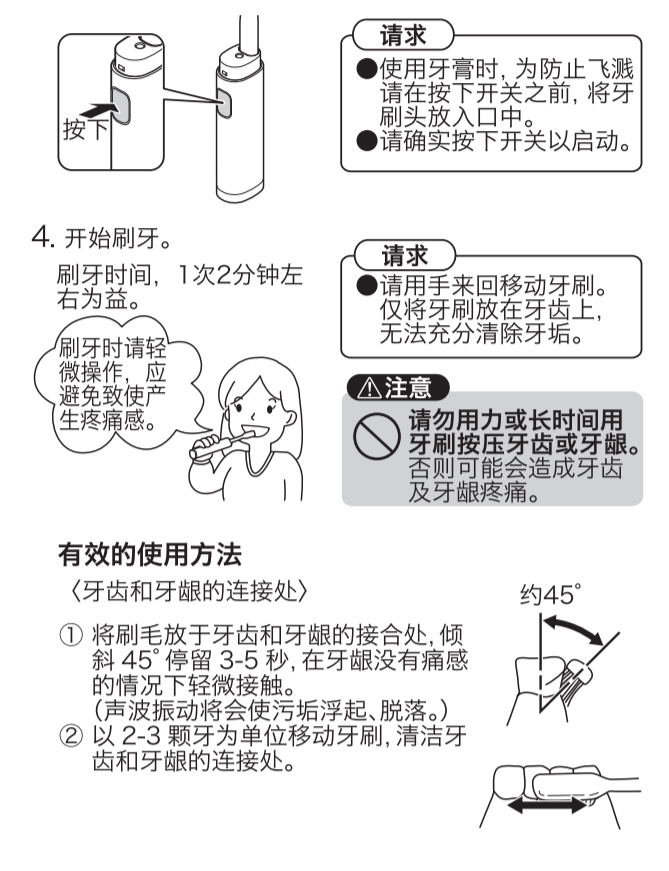 按下
请求
●使用牙膏时, 为防止飞溅
请在按下开关之前, 将牙
刷头放入口中。
●请确实按下开关以启动。
4. 开始刷牙。
刷牙时间, 1次2分钟左
右为益。
刷牙时请轻
微操作, 应
避免致使产
生疼痛感。
请求
●请用手来回移动牙刷。
仅将牙刷放在牙齿上,
无法充分清除牙垢。
⚠注意
请勿用力或长时间用
牙刷按压牙齿或牙龈。
否则可能会造成牙齿
及牙龈疼痛。
有效的使用方法
〈牙齿和牙龈的连接处〉
① 将刷毛放于牙齿和牙龈的接合处, 倾
斜 45° 停留 3-5 秒, 在牙龈没有痛感
的情况下轻微接触。
(声波振动将会使污垢浮起、脱落。)
② 以 2-3 颗牙为单位移动牙刷, 清洁牙
齿和牙龈的连接处。
约45°